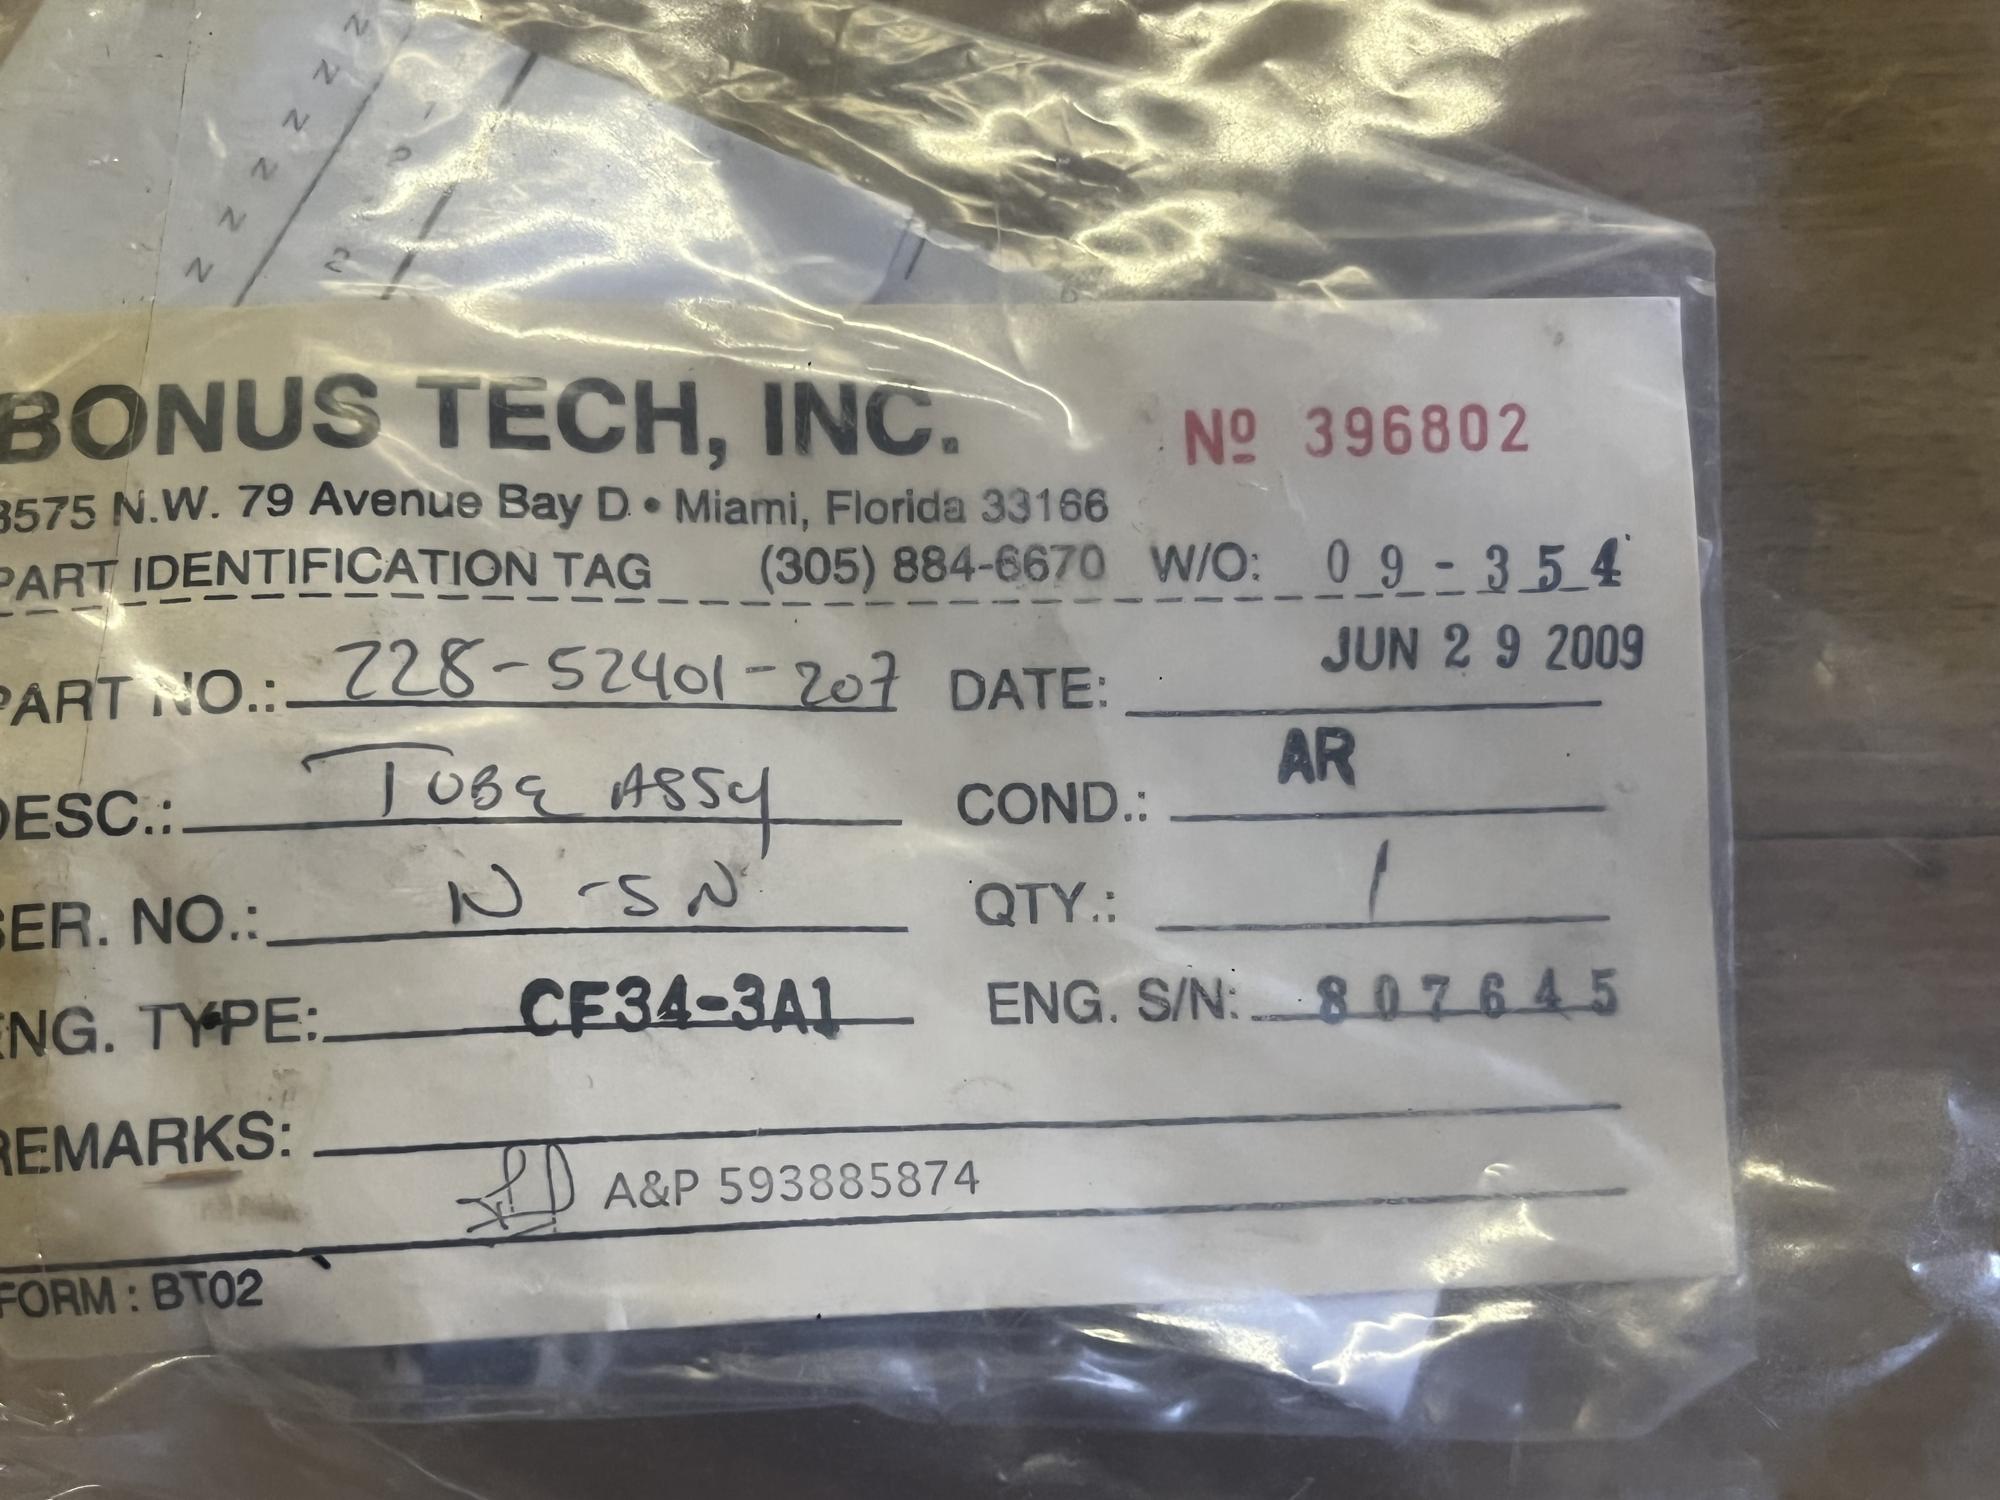 N
N
N
N
N
N
2
BONUS TECH, INC. Nº 396802
3575 N.W. 79 Avenue Bay D • Miami, Florida 33166
PART IDENTIFICATION TAG (305) 884-6670 W/O: 09-354
PART NO.: 228-52401-207 DATE: JUN 29 2009
DESC.: TUBE ASSY COND.: AR
SER. NO.: N-SN QTY.: 1
ENG. TYPE: CF34-3A1 ENG. S/N: 807645
REMARKS:
A&P 593885874
FORM : BT02